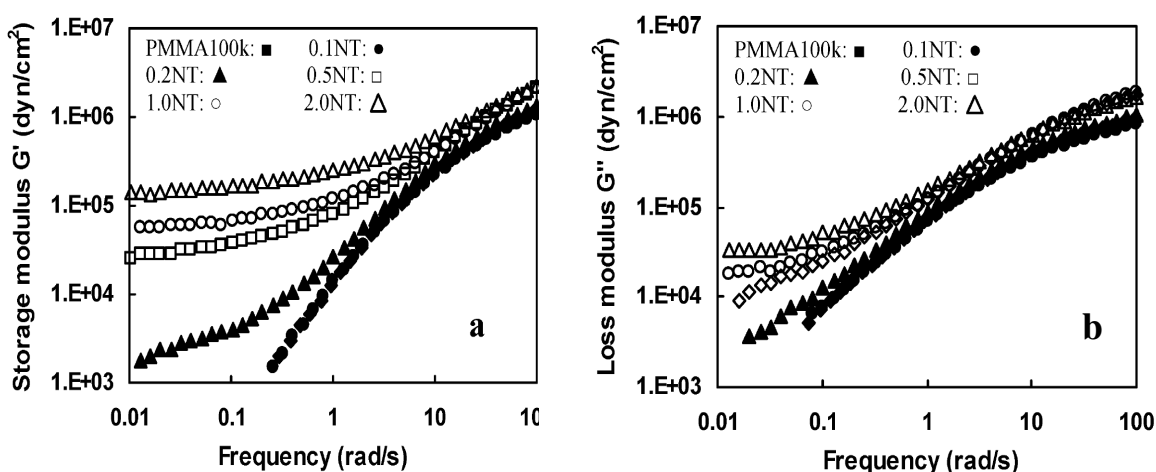 1.E+07
PMMA100k: ■ 0.1NT: ●
0.2NT: ▲ 0.5NT: □
1.0NT: ○ 2.0NT: △
1.E+06
1.E+05
1.E+04
1.E+03
0.01 0.1 1 10 10
Storage modulus G' (dyn/cm²)
Frequency (rad/s)
a
1.E+07
PMMA100k: ■ 0.1NT: ●
0.2NT: ▲ 0.5NT: □
1.0NT: ○ 2.0NT: △
1.E+06
1.E+05
1.E+04
1.E+03
0.01 0.1 1 10 100
Loss modulus G'' (dyn/cm²)
Frequency (rad/s)
b